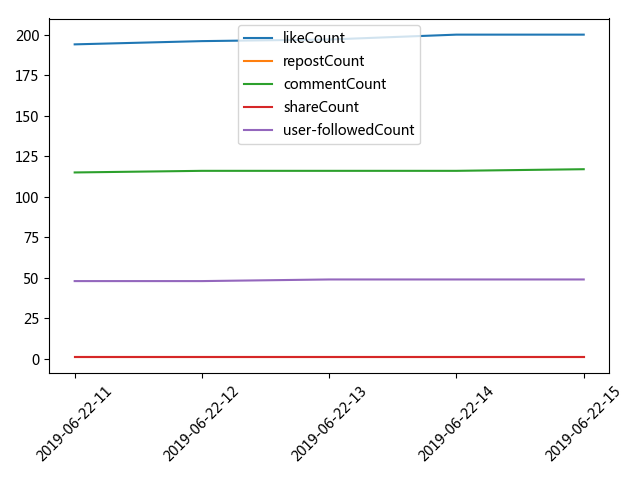 200
175
150
125
100
75
50
25
0
likeCount
repostCount
commentCount
shareCount
user-followedCount
2019-06-22-11
2019-06-22-12
2019-06-22-13
2019-06-22-14
2019-06-22-15